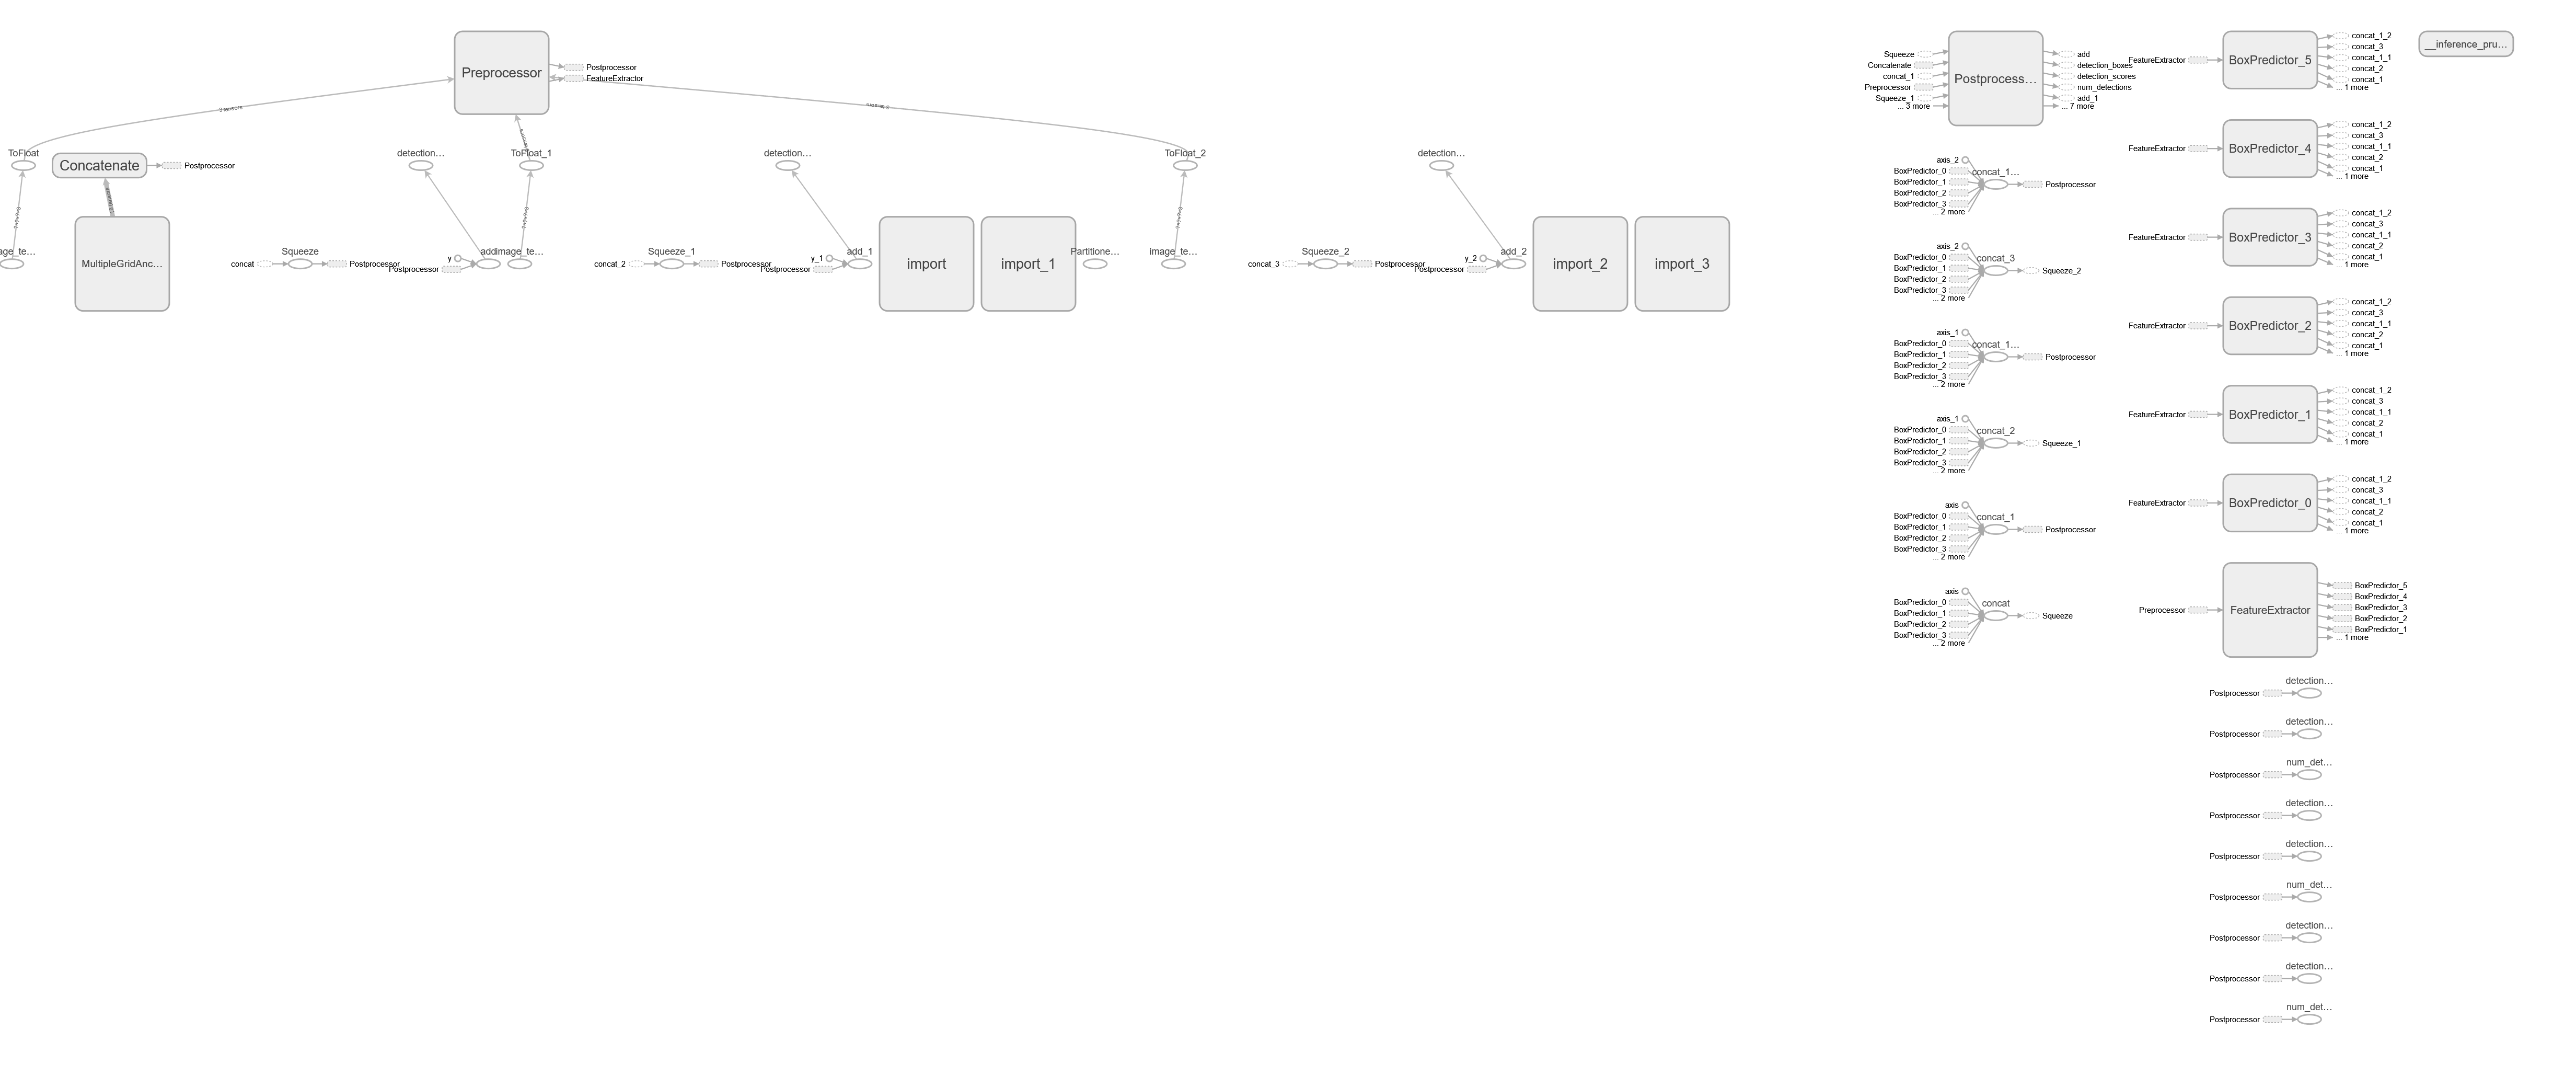 Preprocessor
Postprocessor
FeatureExtractor
3 tensors
3 tensors
ToFloat
Concatenate
Postprocessor
detection…
ToFloat_1
detection…
ToFloat_2
detection…
age_te…
MultipleGridAnc…
concat
Squeeze
Postprocessor
y
Postprocessor
add
image_te…
concat_2
Squeeze_1
Postprocessor
y_1
Postprocessor
add_1
import
import_1
Partitione…
image_te…
concat_3
Squeeze_2
Postprocessor
y_2
Postprocessor
add_2
import_2
import_3
Squeeze
Concatenate
concat_1
Preprocessor
Squeeze_1
... 3 more
Postprocess…
add
detection_boxes
detection_scores
num_detections
add_1
... 7 more
axis_2
BoxPredictor_0
BoxPredictor_1
BoxPredictor_2
BoxPredictor_3
... 2 more
concat_1…
Postprocessor
axis_2
BoxPredictor_0
BoxPredictor_1
BoxPredictor_2
BoxPredictor_3
... 2 more
concat_3
Squeeze_2
axis_1
BoxPredictor_0
BoxPredictor_1
BoxPredictor_2
BoxPredictor_3
... 2 more
concat_1…
Postprocessor
axis_1
BoxPredictor_0
BoxPredictor_1
BoxPredictor_2
BoxPredictor_3
... 2 more
concat_2
Squeeze_1
axis
BoxPredictor_0
BoxPredictor_1
BoxPredictor_2
BoxPredictor_3
... 2 more
concat_1
Postprocessor
axis
BoxPredictor_0
BoxPredictor_1
BoxPredictor_2
BoxPredictor_3
... 2 more
concat
Squeeze
FeatureExtractor
BoxPredictor_5
concat_1_2
concat_3
concat_1_1
concat_2
concat_1
... 1 more
FeatureExtractor
BoxPredictor_4
concat_1_2
concat_3
concat_1_1
concat_2
concat_1
... 1 more
FeatureExtractor
BoxPredictor_3
concat_1_2
concat_3
concat_1_1
concat_2
concat_1
... 1 more
FeatureExtractor
BoxPredictor_2
concat_1_2
concat_3
concat_1_1
concat_2
concat_1
... 1 more
FeatureExtractor
BoxPredictor_1
concat_1_2
concat_3
concat_1_1
concat_2
concat_1
... 1 more
FeatureExtractor
BoxPredictor_0
concat_1_2
concat_3
concat_1_1
concat_2
concat_1
... 1 more
Preprocessor
FeatureExtractor
BoxPredictor_5
BoxPredictor_4
BoxPredictor_3
BoxPredictor_2
BoxPredictor_1
... 1 more
detection…
Postprocessor
detection…
Postprocessor
num_det…
Postprocessor
detection…
Postprocessor
detection…
Postprocessor
num_det…
Postprocessor
detection…
Postprocessor
detection…
Postprocessor
num_det…
Postprocessor
__inference_pru…